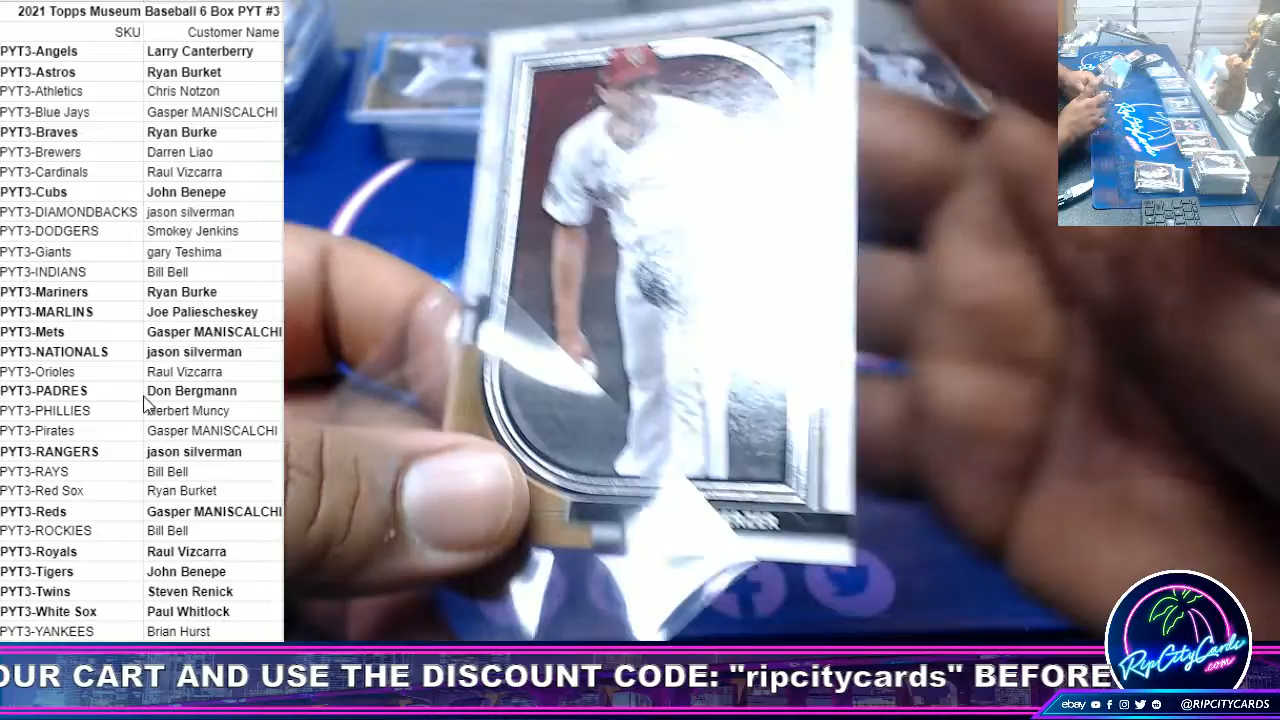 2021 Topps Museum Baseball 6 Box PYT #3
SKU Customer Name
PYT3-Angels Larry Canterberry
PYT3-Astros Ryan Burket
PYT3-Athletics Chris Notzon
PYT3-Blue Jays Gasper MANISCALCHI
PYT3-Braves Ryan Burke
PYT3-Brewers Darren Liao
PYT3-Cardinals Raul Vizcarra
PYT3-Cubs John Benepe
PYT3-DIAMONDBACKS jason silverman
PYT3-DODGERS Smokey Jenkins
PYT3-Giants gary Teshima
PYT3-INDIANS Bill Bell
PYT3-Mariners Ryan Burke
PYT3-MARLINS Joe Paliescheskey
PYT3-Mets Gasper MANISCALCHI
PYT3-NATIONALS jason silverman
PYT3-Orioles Raul Vizcarra
PYT3-PADRES Don Bergmann
PYT3-PHILLIES Herbert Muncy
PYT3-Pirates Gasper MANISCALCHI
PYT3-RANGERS jason silverman
PYT3-RAYS Bill Bell
PYT3-Red Sox Ryan Burket
PYT3-Reds Gasper MANISCALCHI
PYT3-ROCKIES Bill Bell
PYT3-Royals Raul Vizcarra
PYT3-Tigers John Benepe
PYT3-Twins Steven Renick
PYT3-White Sox Paul Whitlock
PYT3-YANKEES Brian Hurst
OUR CART AND USE THE DISCOUNT CODE: "ripcitycards" BEFORE
RipCityCards
.com
ebay @RIPCITYCARDS